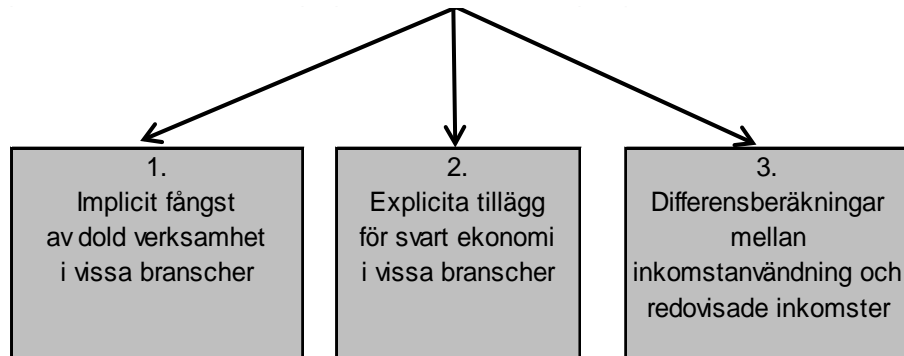 1.
Implicit fångst
av dold verksamhet
i vissa branscher
2.
Explicita tillägg
för svart ekonomi
i vissa branscher
3.
Differensberäkningar
mellan
inkomstanvändning och
redovisade inkomster